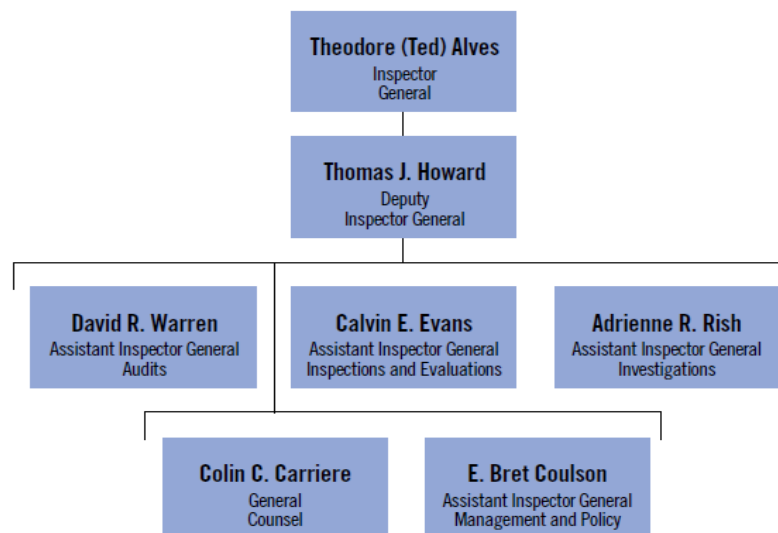 Theodore (Ted) Alves
Inspector
General
Thomas J. Howard
Deputy
Inspector General
David R. Warren
Assistant Inspector General
Audits
Calvin E. Evans
Assistant Inspector General
Inspections and Evaluations
Adrienne R. Rish
Assistant Inspector General
Investigations
Colin C. Carriere
General
Counsel
E. Bret Coulson
Assistant Inspector General
Management and Policy